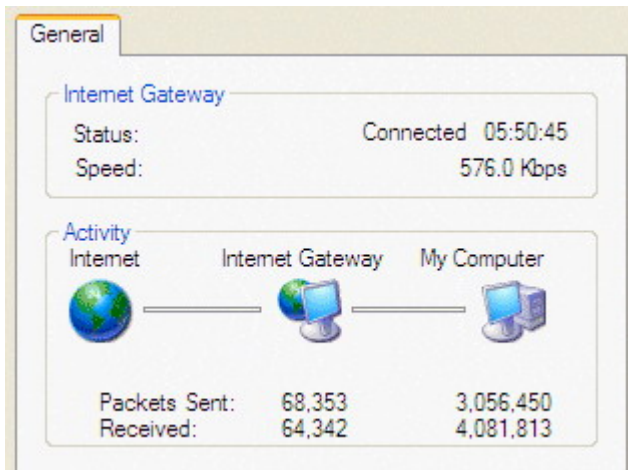 General
Internet Gateway
Status: Connected 05:50:45
Speed: 576.0 Kbps
Activity
Internet Internet Gateway My Computer
Packets Sent: 68,353 3,056,450
Received: 64,342 4,081,813